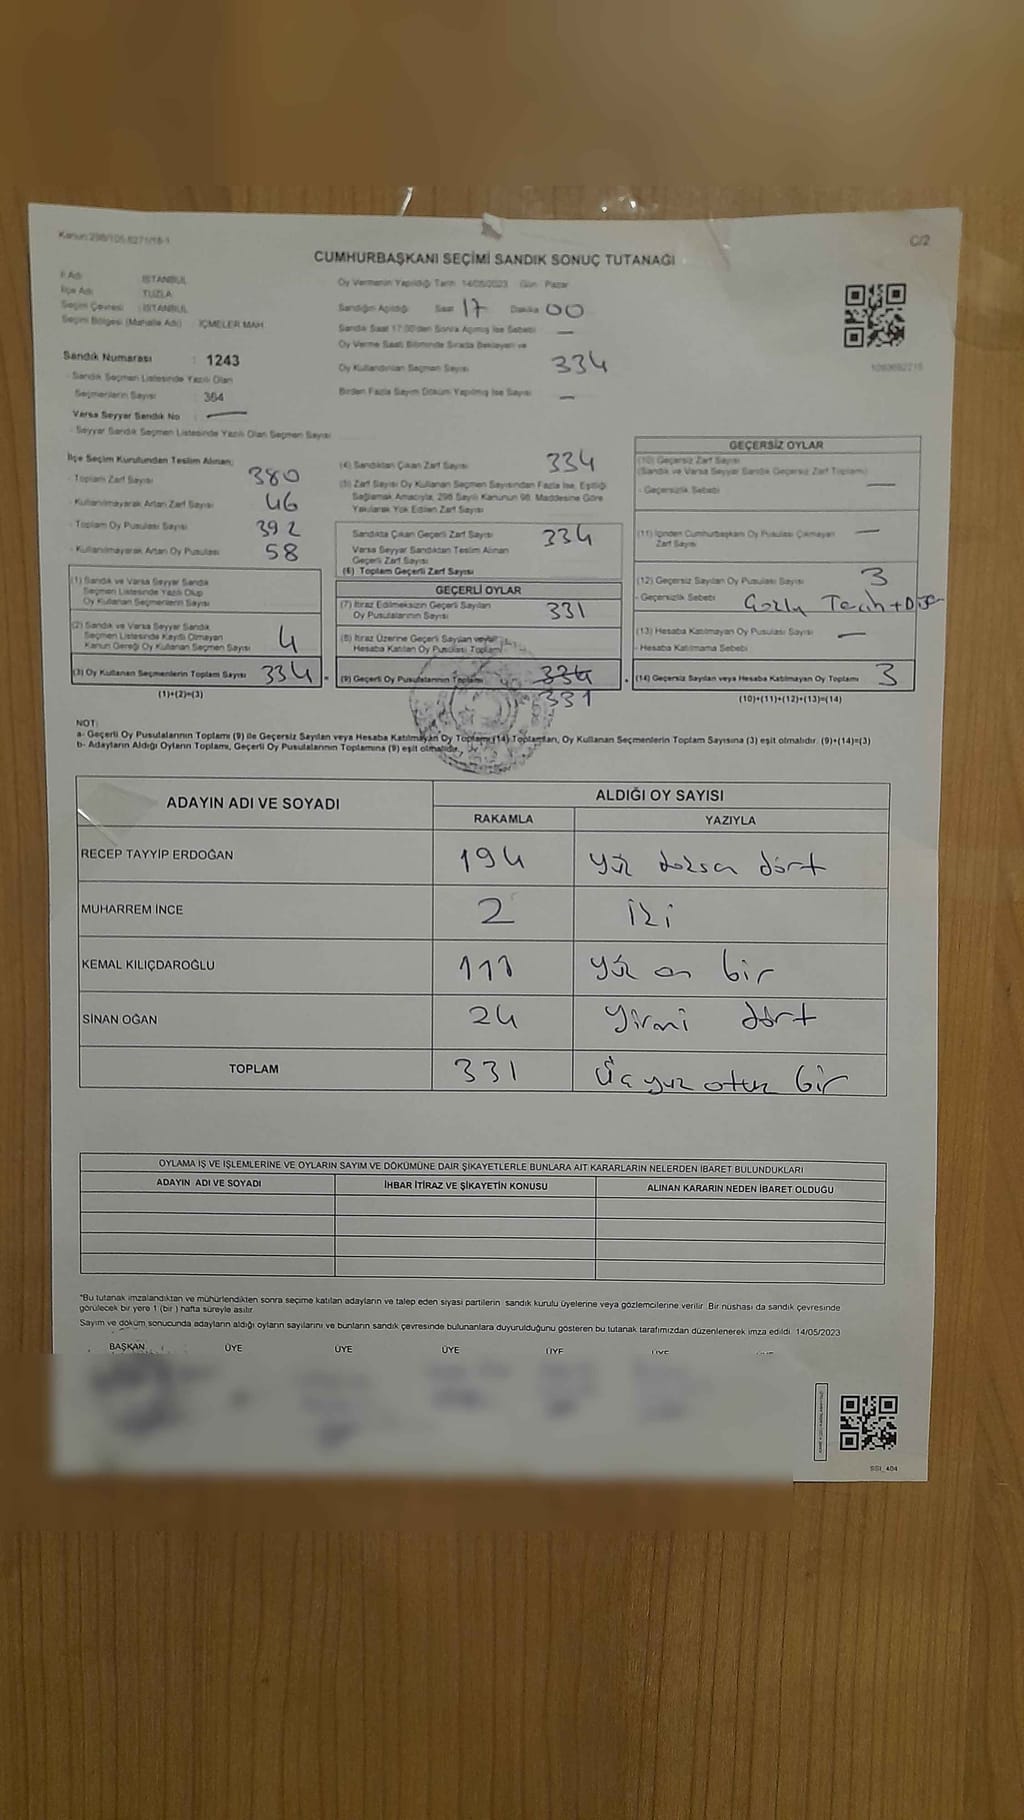 Kanun:298/105.6271/18-1
C/2
CUMHURBAŞKANI SEÇİMİ SANDIK SONUÇ TUTANAĞI
İl Adı : İSTANBUL
İlçe Adı : TUZLA
Seçim Çevresi : İSTANBUL
Seçim Bölgesi (Mahalle Adı) : İÇMELER MAH.
Sandık Numarası : 1243
- Sandık Seçmen Listesinde Yazılı Olan
Seçmenlerin Sayısı : 364
Varsa Seyyar Sandık No : —
- Seyyar Sandık Seçmen Listesinde Yazılı Olan Seçmen Sayısı
Oy Vermenin Yapıldığı Tarih 14/05/2023 Gün : Pazar
Sandığın Açıldığı Saat 17 Dakika 00
Sandık Saat 17:00'den Sonra Açılmış İse Sebebi —
Oy Verme Saati Bitiminde Sırada Bekleyen ve
Oy Kullandırılan Seçmen Sayısı 334
Birden Fazla Sayım Döküm Yapılmış İse Sayısı —
İlçe Seçim Kurulundan Teslim Alınan;
- Toplam Zarf Sayısı 380
- Kullanılmayarak Artan Zarf Sayısı 46
- Toplam Oy Pusulası Sayısı 392
- Kullanılmayarak Artan Oy Pusulası 58
(1) Sandık ve Varsa Seyyar Sandık
Seçmen Listesinde Yazılı Olup
Oy Kullanan Seçmenlerin Sayısı
(2) Sandık ve Varsa Seyyar Sandık
Seçmen Listesinde Kayıtlı Olmayan
Kanun Gereği Oy Kullanan Seçmen Sayısı 4
(3) Oy Kullanan Seçmenlerin Toplam Sayısı 334
(1)+(2)=(3)
(4) Sandıktan Çıkan Zarf Sayısı 334
(5) Zarf Sayısı Oy Kullanan Seçmen Sayısından Fazla İse, Eşitliği
Sağlamak Amacıyla, 298 Sayılı Kanunun 98. Maddesine Göre
Yakılarak Yok Edilen Zarf Sayısı
Sandıkta Çıkan Geçerli Zarf Sayısı 334
Varsa Seyyar Sandıktan Teslim Alınan
Geçerli Zarf Sayısı
(6) Toplam Geçerli Zarf Sayısı
GEÇERLİ OYLAR
(7) İtiraz Edilmeksizin Geçerli Sayılan
Oy Pusulalarının Sayısı 331
(8) İtiraz Üzerine Geçerli Sayılan veya
Hesaba Katılan Oy Pusulası Toplamı
(9) Geçerli Oy Pusulalarının Toplamı 334
331
GEÇERSİZ OYLAR
(10) Geçersiz Zarf Sayısı
(Sandık ve Varsa Seyyar Sandık Geçersiz Zarf Toplamı) —
- Geçersizlik Sebebi
(11) İçinden Cumhurbaşkanı Oy Pusulası Çıkmayan
Zarf Sayısı —
(12) Geçersiz Sayılan Oy Pusulası Sayısı 3
- Geçersizlik Sebebi
(13) Hesaba Katılmayan Oy Pusulası Sayısı —
- Hesaba Katılmama Sebebi
(14) Geçersiz Sayılan veya Hesaba Katılmayan Oy Toplamı 3
(10)+(11)+(12)+(13)=(14)
NOT:
a- Geçerli Oy Pusulalarının Toplamı (9) ile Geçersiz Sayılan veya Hesaba Katılmayan Oy Toplamı (14) Toplamları, Oy Kullanan Seçmenlerin Toplam Sayısına (3) eşit olmalıdır. (9)+(14)=(3)
b- Adayların Aldığı Oyların Toplamı, Geçerli Oy Pusulalarının Toplamına (9) eşit olmalıdır.
ADAYIN ADI VE SOYADI ALDIĞI OY SAYISI
RAKAMLA YAZIYLA
RECEP TAYYİP ERDOĞAN 194 yüz doksan dört
MUHARREM İNCE 2 iki
KEMAL KILIÇDAROĞLU 111 yüz on bir
SİNAN OĞAN 24 Yirmi dört
TOPLAM 331 Üç yuz otuz bir
OYLAMA İŞ VE İŞLEMLERİNE VE OYLARIN SAYIM VE DÖKÜMÜNE DAİR ŞİKAYETLERLE BUNLARA AİT KARARLARIN NELERDEN İBARET BULUNDUKLARI
ADAYIN ADI VE SOYADI İHBAR İTİRAZ VE ŞİKAYETİN KONUSU ALINAN KARARIN NEDEN İBARET OLDUĞU
*Bu tutanak imzalandıktan ve mühürlendikten sonra seçime katılan adayların ve talep eden siyasi partilerin sandık kurulu üyelerine veya gözlemcilerine verilir. Bir nüshası da sandık çevresinde
görülecek bir yere 1 (bir ) hafta süreyle asılır.
Sayım ve döküm sonucunda adayların aldığı oyların sayılarını ve bunların sandık çevresinde bulunanlara duyurulduğunu gösteren bu tutanak tarafımızdan düzenlenerek imza edildi. 14/05/2023
BAŞKAN ÜYE ÜYE ÜYE ÜYE ÜYE ÜYE
SSI_404